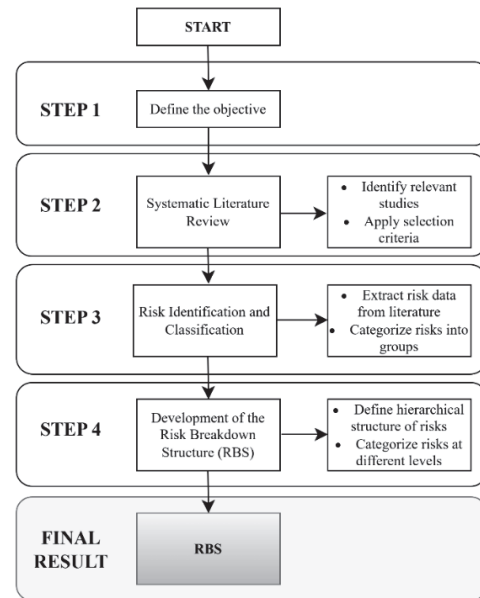 START
STEP 1
Define the objective
STEP 2
Systematic Literature
Review
• Identify relevant
studies
• Apply selection
criteria
STEP 3
Risk Identification and
Classification
• Extract risk data
from literature
• Categorize risks into
groups
STEP 4
Development of the
Risk Breakdown
Structure (RBS)
• Define hierarchical
structure of risks
• Categorize risks at
different levels
FINAL
RESULT
RBS